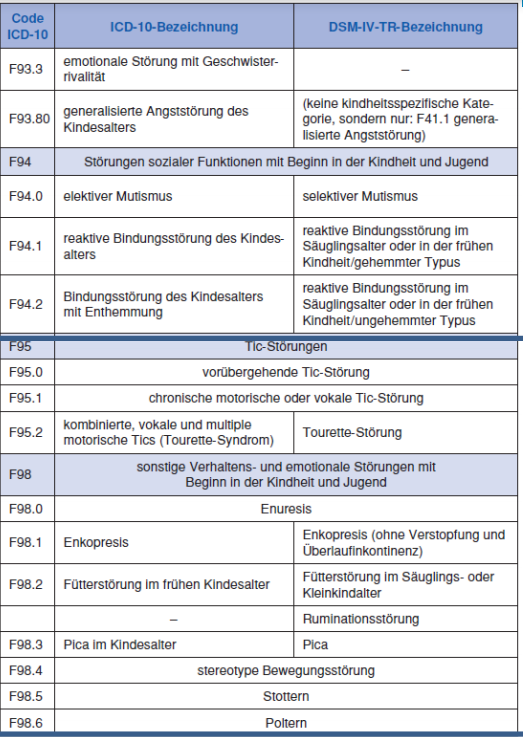 Code
ICD-10
ICD-10-Bezeichnung
DSM-IV-TR-Bezeichnung
F93.3
emotionale Störung mit Geschwister-
rivalität
–
F93.80
generalisierte Angststörung des
Kindesalters
(keine kindheitsspezifische Kate-
gorie, sondern nur: F41.1 genera-
lisierte Angststörung)
F94
Störungen sozialer Funktionen mit Beginn in der Kindheit und Jugend
F94.0
elektiver Mutismus
selektiver Mutismus
F94.1
reaktive Bindungsstörung des Kindes-
alters
reaktive Bindungsstörung im
Säuglingsalter oder in der frühen
Kindheit/gehemmter Typus
F94.2
Bindungsstörung des Kindesalters
mit Enthemmung
reaktive Bindungsstörung im
Säuglingsalter oder in der frühen
Kindheit/ungehemmter Typus
F95
Tic-Störungen
F95.0
vorübergehende Tic-Störung
F95.1
chronische motorische oder vokale Tic-Störung
F95.2
kombinierte, vokale und multiple
motorische Tics (Tourette-Syndrom)
Tourette-Störung
F98
sonstige Verhaltens- und emotionale Störungen mit
Beginn in der Kindheit und Jugend
F98.0
Enuresis
F98.1
Enkopresis
Enkopresis (ohne Verstopfung und
Überlaufinkontinenz)
F98.2
Fütterstörung im frühen Kindesalter
Fütterstörung im Säuglings- oder
Kleinkindalter
–
Ruminationsstörung
F98.3
Pica im Kindesalter
Pica
F98.4
stereotype Bewegungsstörung
F98.5
Stottern
F98.6
Poltern